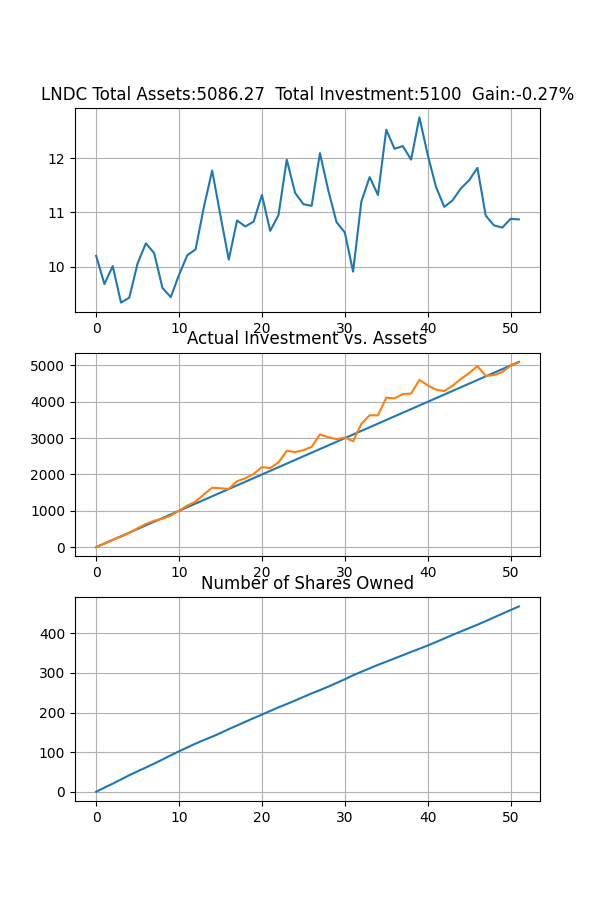 LNDC Total Assets:5086.27  Total Investment:5100  Gain:-0.27%
12
11
10
0 10 20 30 40 50
Actual Investment vs. Assets
5000
4000
3000
2000
1000
0
0 10 20 30 40 50
Number of Shares Owned
400
300
200
100
0
0 10 20 30 40 50